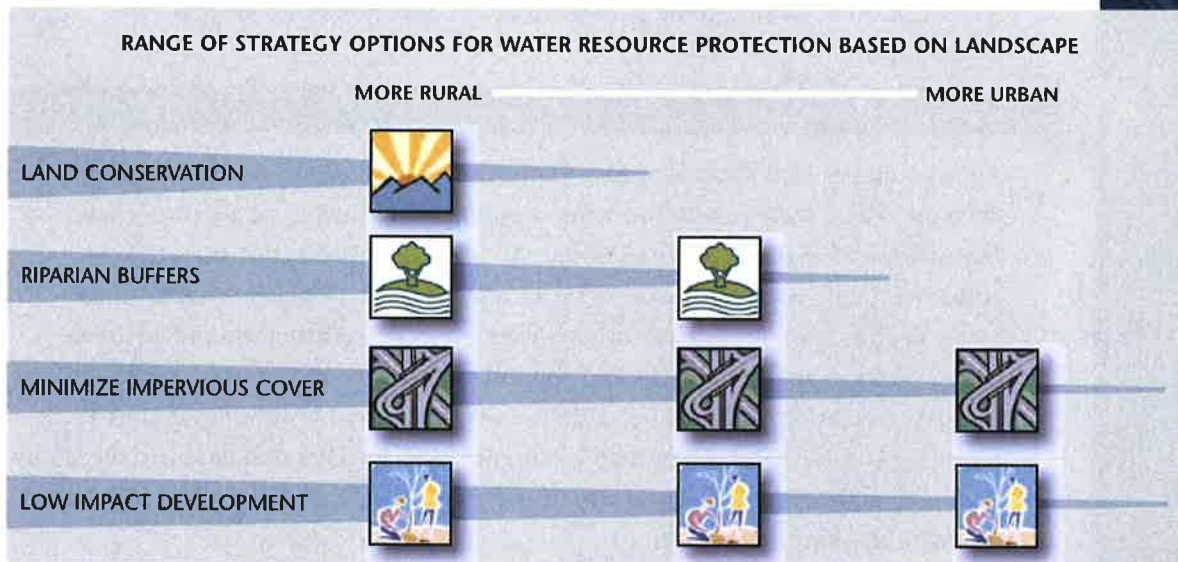 RANGE OF STRATEGY OPTIONS FOR WATER RESOURCE PROTECTION BASED ON LANDSCAPE
MORE RURAL MORE URBAN
LAND CONSERVATION
RIPARIAN BUFFERS
MINIMIZE IMPERVIOUS COVER
LOW IMPACT DEVELOPMENT